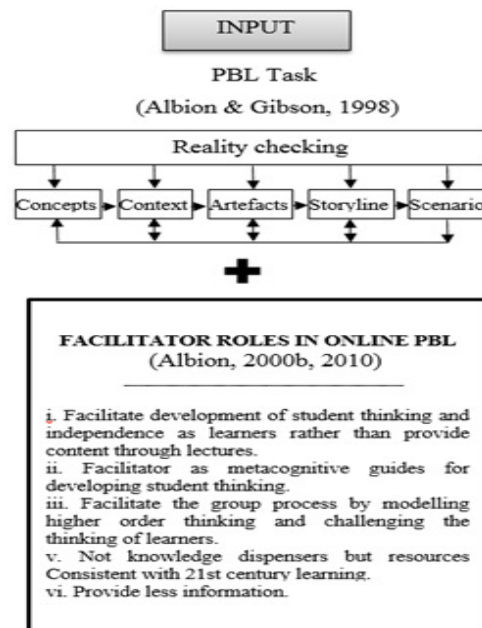 INPUT
PBL Task
(Albion & Gibson, 1998)
Reality checking
Concepts Context Artefacts Storyline Scenario
FACILITATOR ROLES IN ONLINE PBL
(Albion, 2000b, 2010)
i. Facilitate development of student thinking and
independence as learners rather than provide
content through lectures.
ii. Facilitator as metacognitive guides for
developing student thinking.
iii. Facilitate the group process by modelling
higher order thinking and challenging the
thinking of learners.
v. Not knowledge dispensers but resources
Consistent with 21st century learning.
vi. Provide less information.